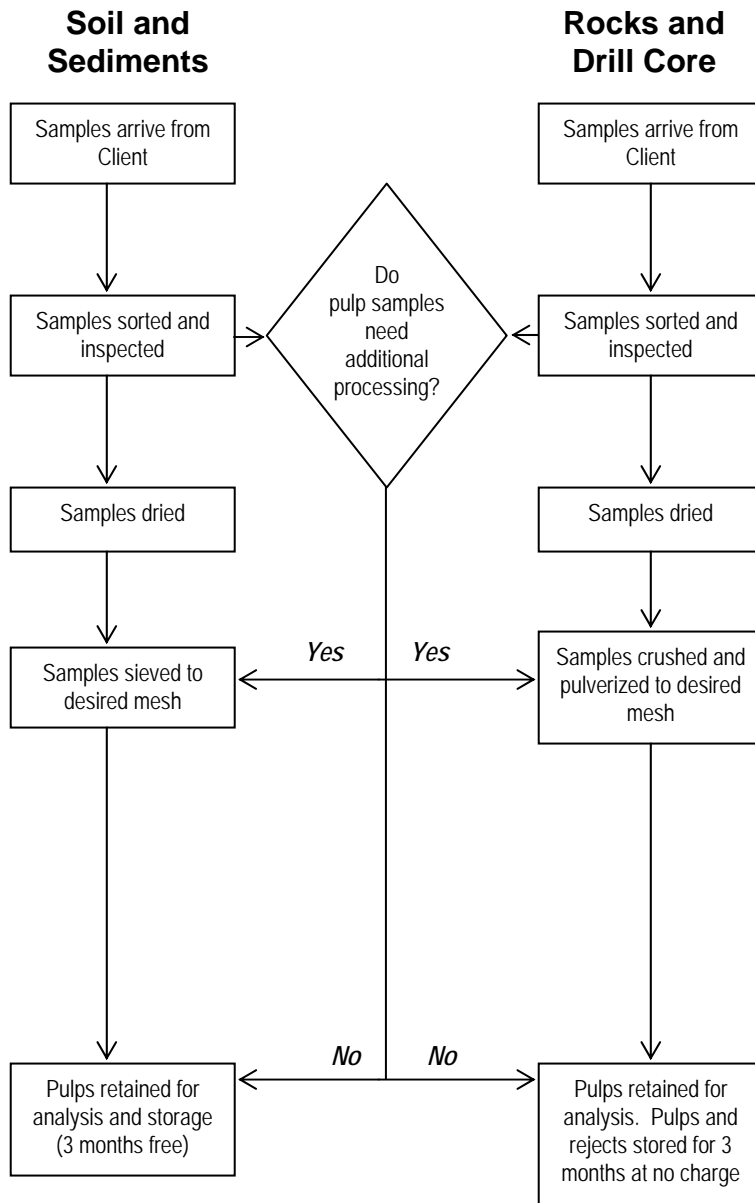 Soil and
Sediments
Rocks and
Drill Core
Samples arrive from
Client
Samples arrive from
Client
Do
pulp samples
need
additional
processing?
Samples sorted and
inspected
Samples sorted and
inspected
Samples dried
Samples dried
Yes
Yes
Samples sieved to
desired mesh
Samples crushed and
pulverized to desired
mesh
No
No
Pulps retained for
analysis and storage
(3 months free)
Pulps retained for
analysis. Pulps and
rejects stored for 3
months at no charge